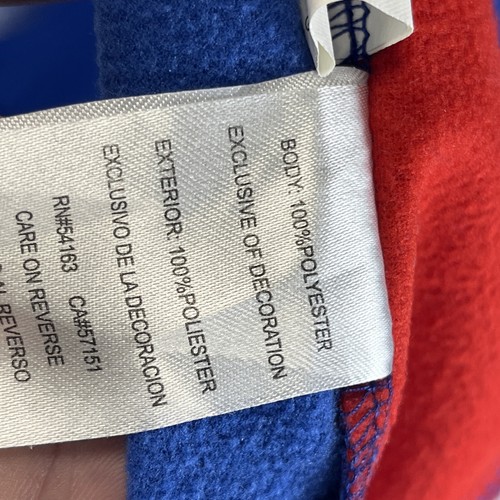 BODY: 100%POLYESTER
EXCLUSIVE OF DECORATION
EXTERIOR: 100%POLIESTER
EXCLUSIVO DE LA DECORACION
RN#54163 CA#57151
CARE ON REVERSE
REVERSO